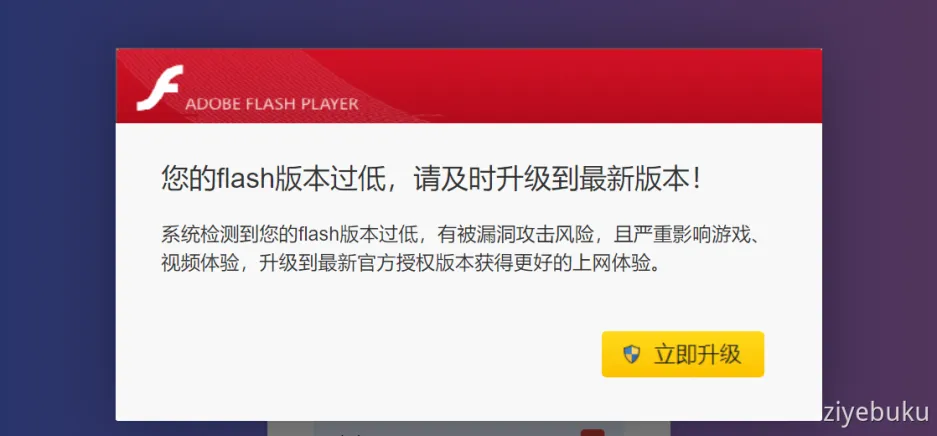 ADOBE FLASH PLAYER
您的flash版本过低，请及时升级到最新版本！
系统检测到您的flash版本过低，有被漏洞攻击风险，且严重影响游戏、
视频体验，升级到最新官方授权版本获得更好的上网体验。
立即升级
ziyebuku